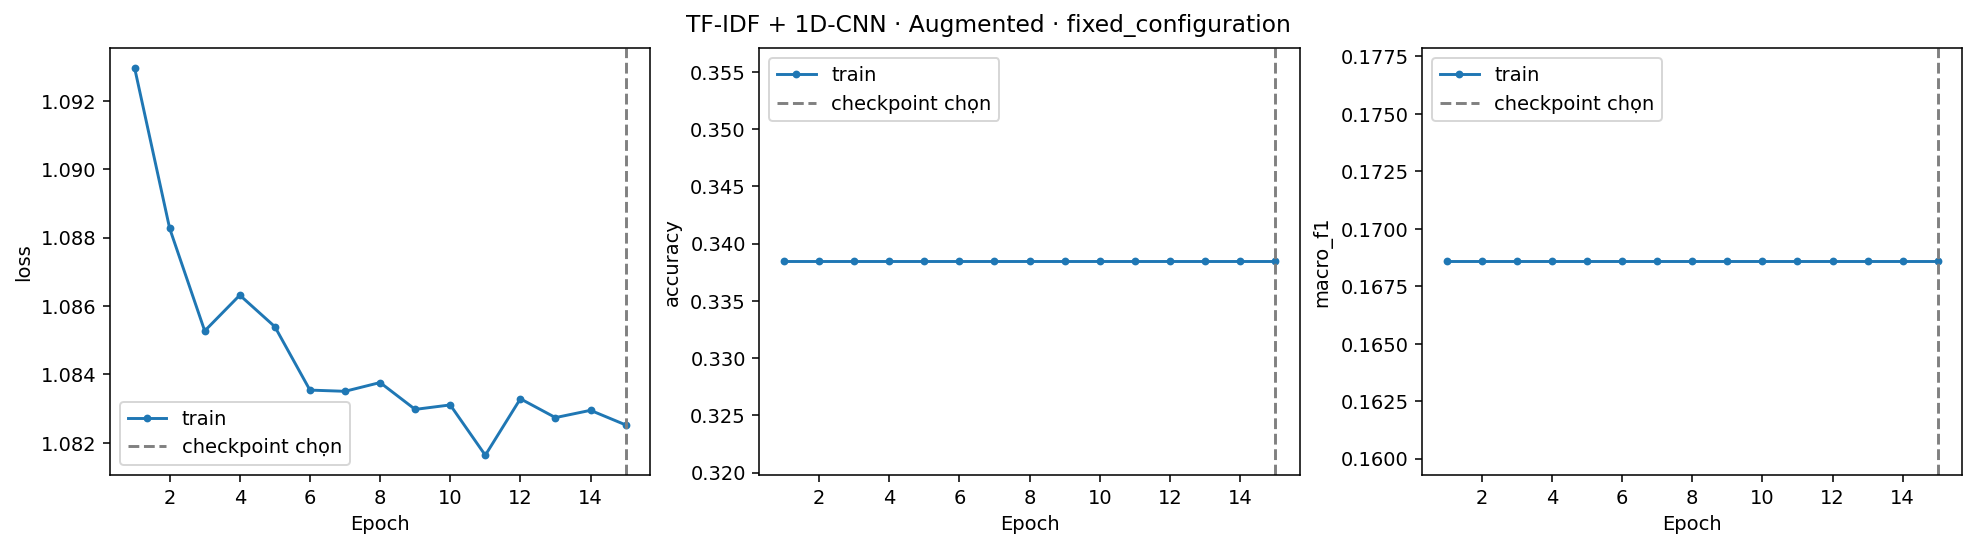 TF-IDF + 1D-CNN · Augmented · fixed_configuration
loss
1.092
1.090
1.088
1.086
1.084
1.082
train
checkpoint chọn
2 4 6 8 10 12 14
Epoch
accuracy
0.355
0.350
0.345
0.340
0.335
0.330
0.325
0.320
train
checkpoint chọn
2 4 6 8 10 12 14
Epoch
macro_f1
0.1775
0.1750
0.1725
0.1700
0.1675
0.1650
0.1625
0.1600
train
checkpoint chọn
2 4 6 8 10 12 14
Epoch